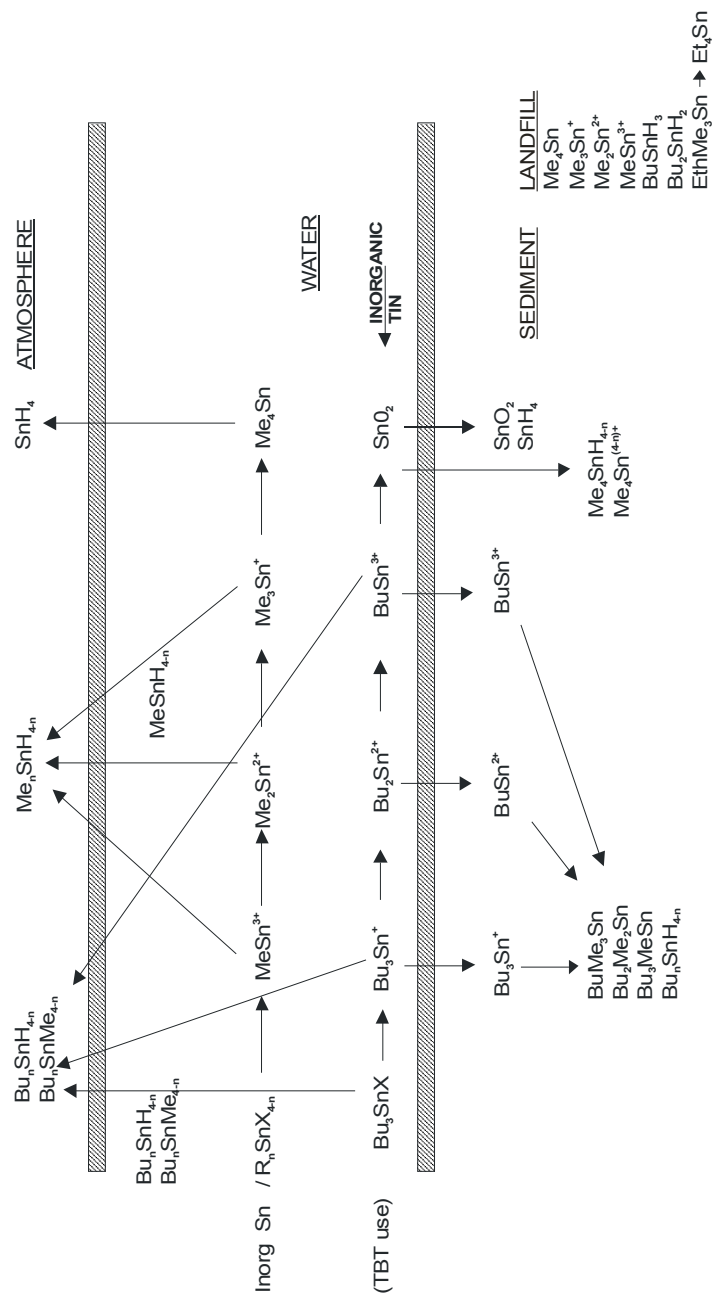 ATMOSPHERE
BuₙSnH₄₋ₙ
BuₙSnMe₄₋ₙ
MeₙSnH₄₋ₙ
SnH₄
BuₙSnH₄₋ₙ
BuₙSnMe₄₋ₙ
MeSnH₄₋ₙ
WATER
Inorg Sn / RₙSnX₄₋ₙ
MeSn³⁺
Me₂Sn²⁺
Me₃Sn⁺
Me₄Sn
(TBT use)
Bu₃SnX
Bu₃Sn⁺
Bu₂Sn²⁺
BuSn³⁺
SnO₂
INORGANIC
TIN
SEDIMENT
Bu₃Sn⁺
BuSn²⁺
BuSn³⁺
SnO₂
SnH₄
BuMe₃Sn
Bu₂Me₂Sn
Bu₃MeSn
BuₙSnH₄₋ₙ
Me₄SnH₄₋ₙ
Me₄Sn⁽⁴⁻ⁿ⁾⁺
LANDFILL
Me₄Sn
Me₃Sn⁺
Me₂Sn²⁺
MeSn³⁺
BuSnH₃
Bu₂SnH₂
EthMe₃Sn → Et₄Sn